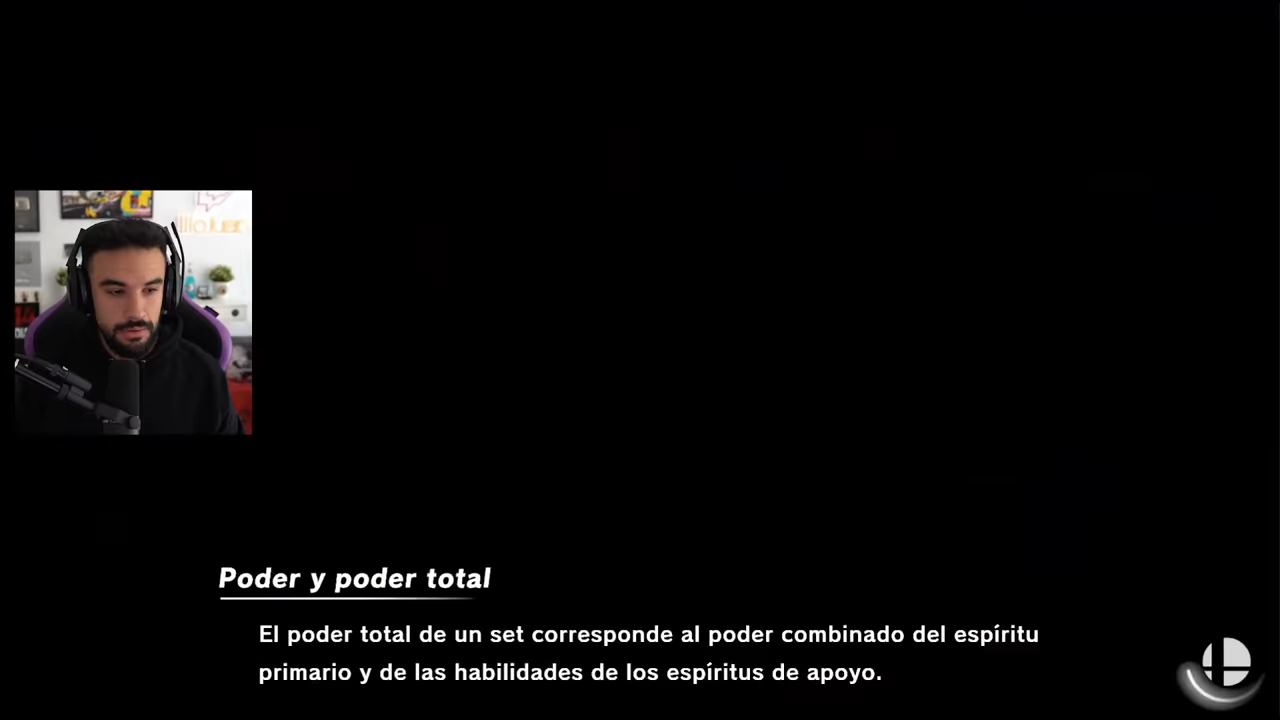 Poder y poder total
El poder total de un set corresponde al poder combinado del espíritu
primario y de las habilidades de los espíritus de apoyo.